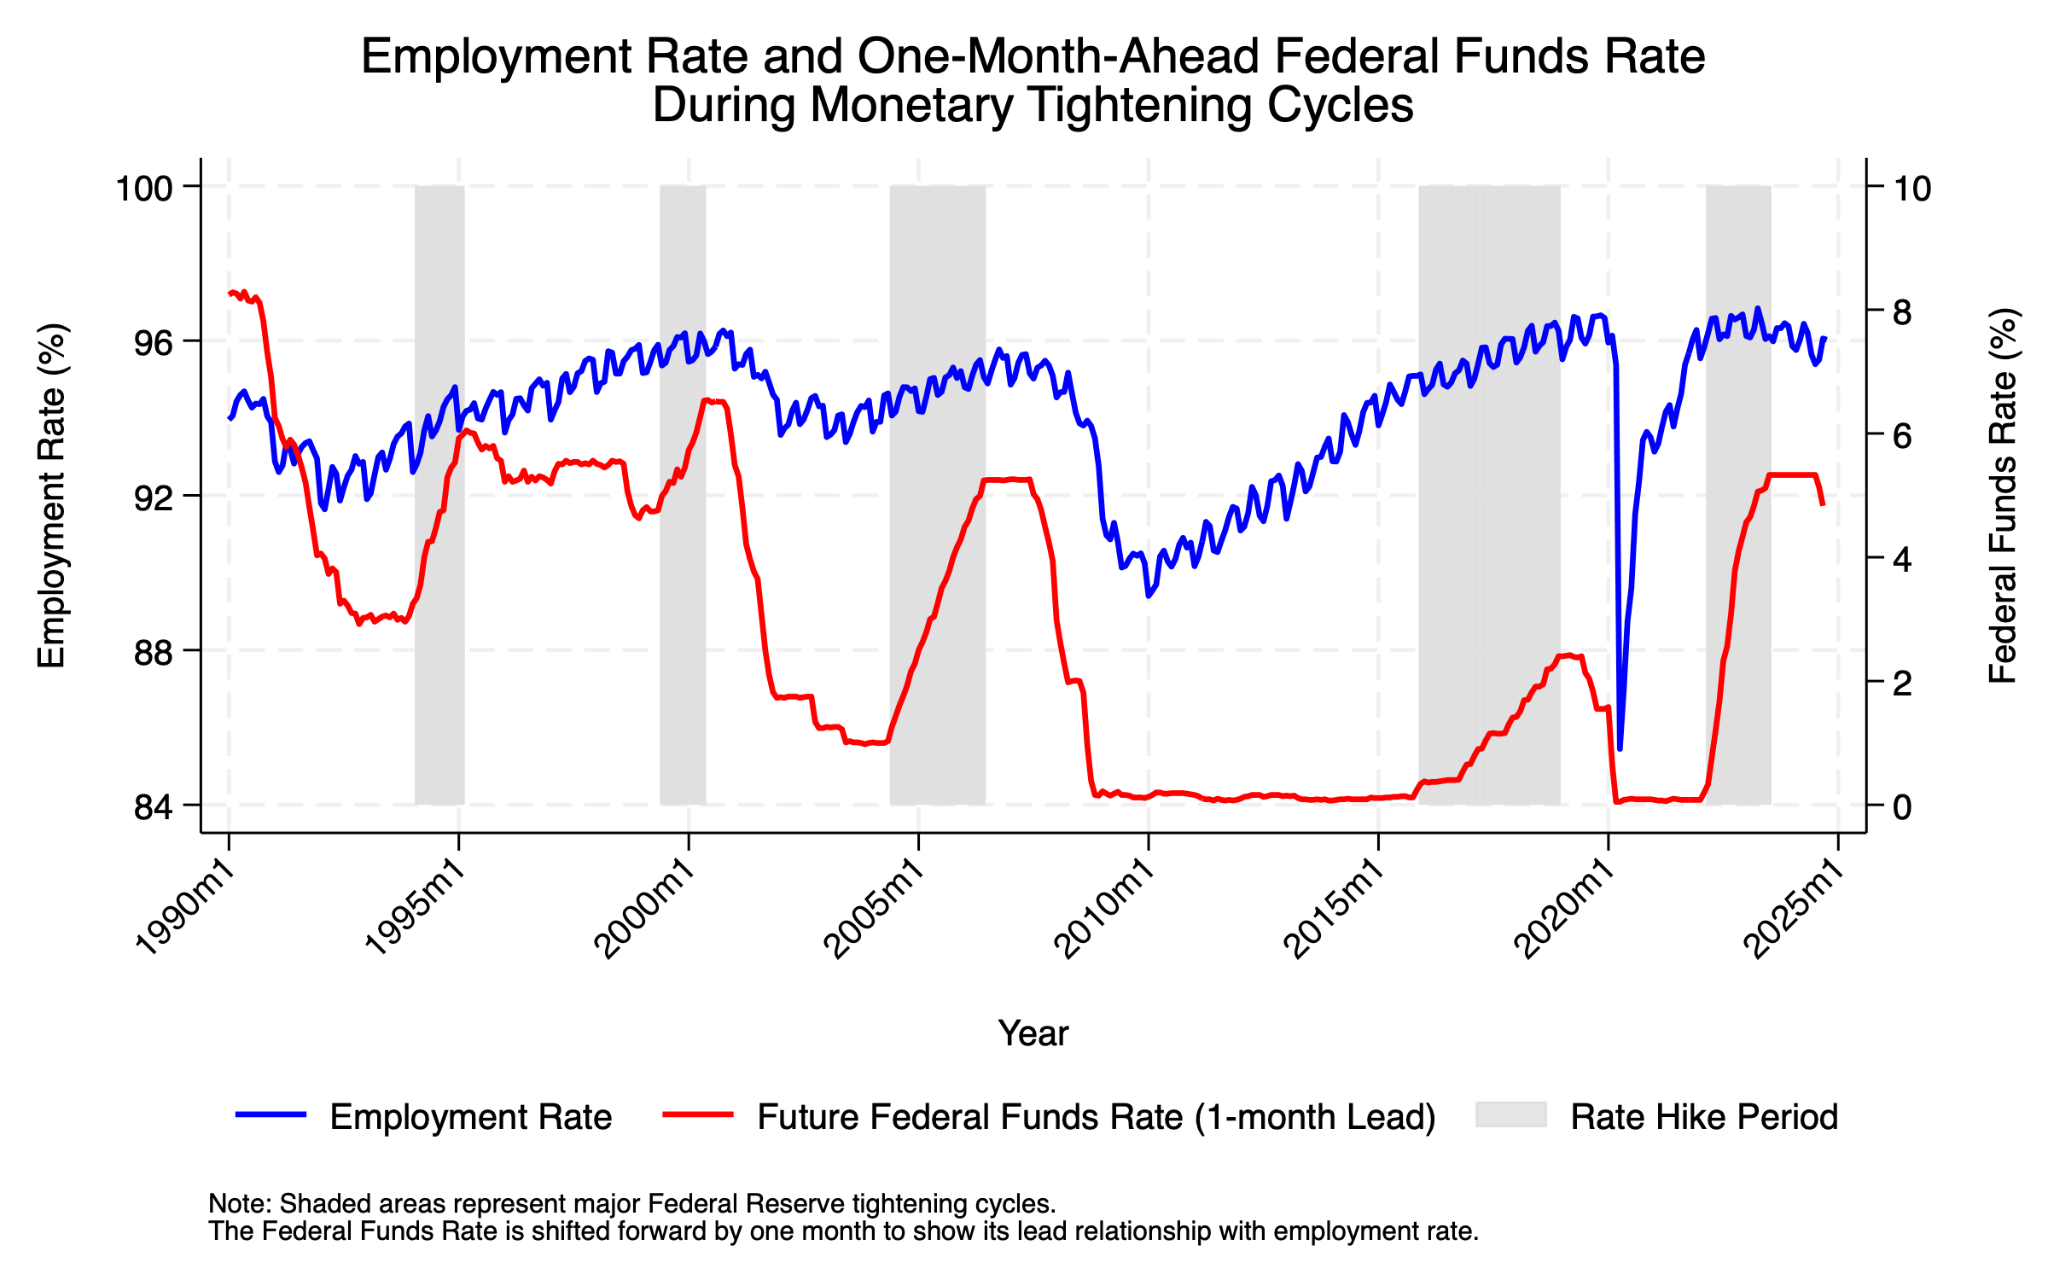 Employment Rate and One-Month-Ahead Federal Funds Rate
During Monetary Tightening Cycles
Employment Rate (%)
100
96
92
88
84
10
8
6
4
2
0
Federal Funds Rate (%)
1990m1
1995m1
2000m1
2005m1
2010m1
2015m1
2020m1
2025m1
Year
Employment Rate
Future Federal Funds Rate (1-month Lead)
Rate Hike Period
Note: Shaded areas represent major Federal Reserve tightening cycles.
The Federal Funds Rate is shifted forward by one month to show its lead relationship with employment rate.